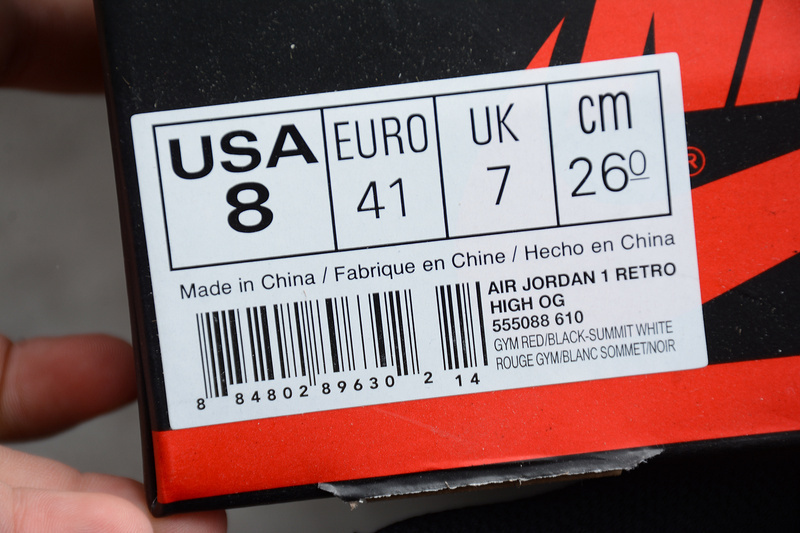 USA EURO UK cm
8 41 7 26⁰
Made in China / Fabrique en Chine / Hecho en China
AIR JORDAN 1 RETRO
HIGH OG
555088 610
GYM RED/BLACK-SUMMIT WHITE
ROUGE GYM/BLANC SOMMET/NOIR
8 84802 89630 2 14
®